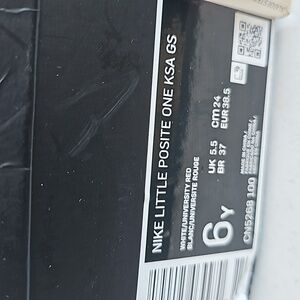 NIKE LITTLE POSITE ONE KSA GS
WHITE/UNIVERSITY RED
BLANC/UNIVERSITE ROUGE
6Y
UK 5.5 CM 24
BR 37 EUR 38.5
CN5268 100